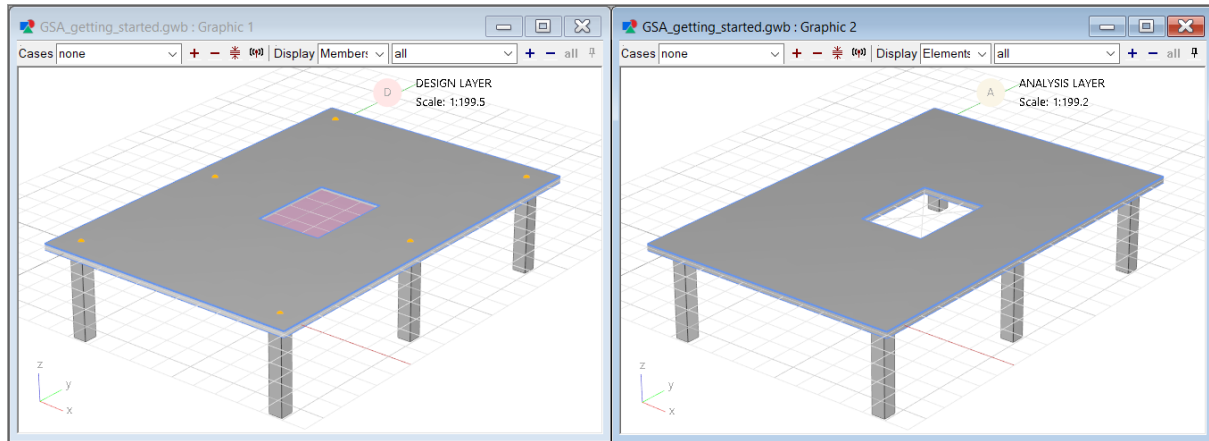 GSA_getting_started.gwb : Graphic 1
Cases none + − Display Members all + − all
D DESIGN LAYER
Scale: 1:199.5
z
y
x
GSA_getting_started.gwb : Graphic 2
Cases none + − Display Elements all + − all
A ANALYSIS LAYER
Scale: 1:199.2
z
y
x